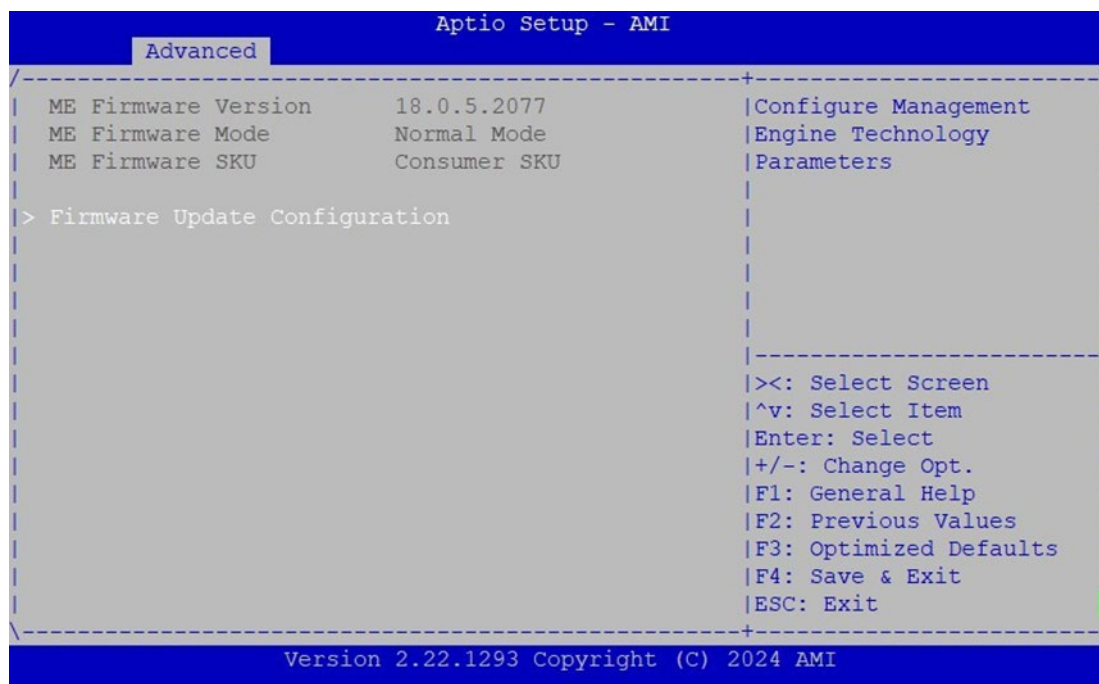 Aptio Setup - AMI
Advanced
ME Firmware Version 18.0.5.2077
ME Firmware Mode Normal Mode
ME Firmware SKU Consumer SKU
> Firmware Update Configuration
Configure Management
Engine Technology
Parameters
><: Select Screen
^v: Select Item
Enter: Select
+/-: Change Opt.
F1: General Help
F2: Previous Values
F3: Optimized Defaults
F4: Save & Exit
ESC: Exit
Version 2.22.1293 Copyright (C) 2024 AMI